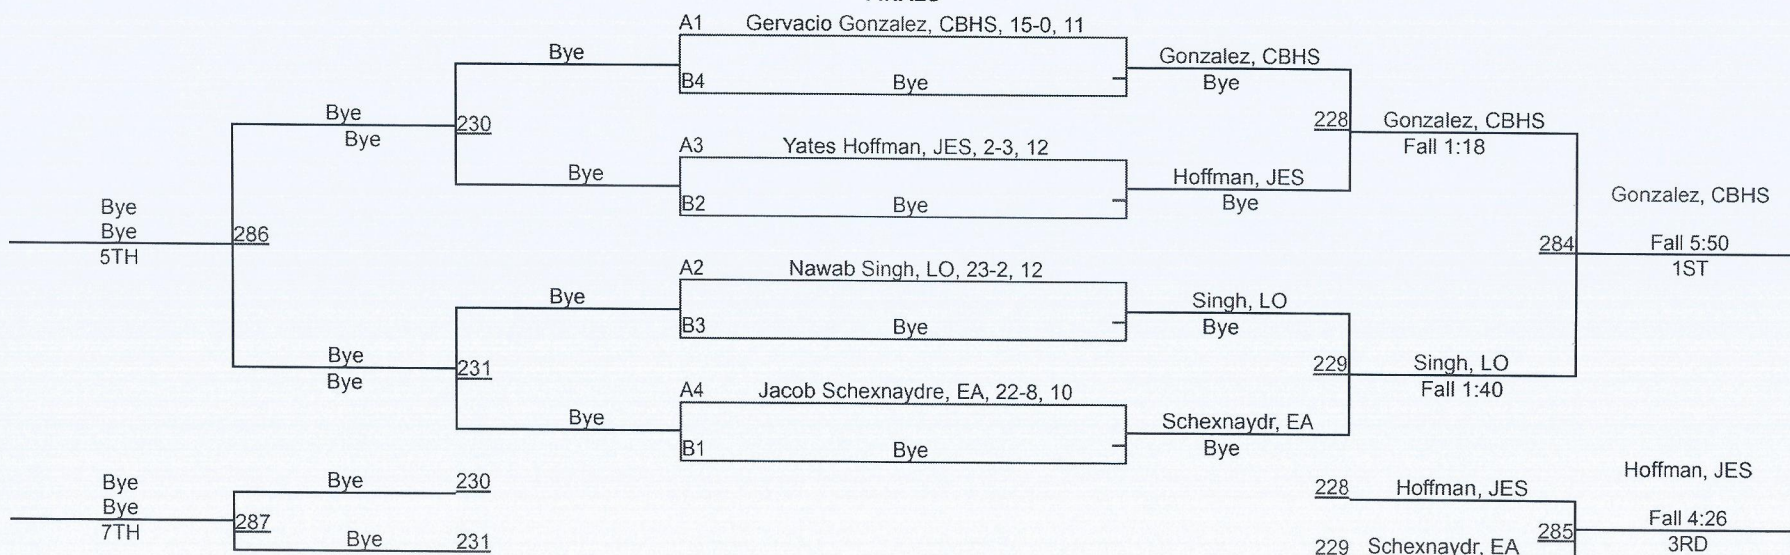 A1 Gervacio Gonzalez, CBHS, 15-0, 11
Bye
Gonzalez, CBHS
B4 Bye
Bye
Bye
Bye
230
228
Gonzalez, CBHS
Fall 1:18
A3 Yates Hoffman, JES, 2-3, 12
Bye
Hoffman, JES
B2 Bye
Bye
Gonzalez, CBHS
Bye
Bye
286
5TH
284
Fall 5:50
1ST
A2 Nawab Singh, LO, 23-2, 12
Bye
Singh, LO
B3 Bye
Bye
Bye
Bye
231
229
Singh, LO
Fall 1:40
A4 Jacob Schexnaydre, EA, 22-8, 10
Bye
Schexnaydr, EA
B1 Bye
Bye
Bye
Bye
7TH
Bye 230
287
Bye 231
228 Hoffman, JES
Hoffman, JES
285
Fall 4:26
3RD
229 Schexnaydr, EA